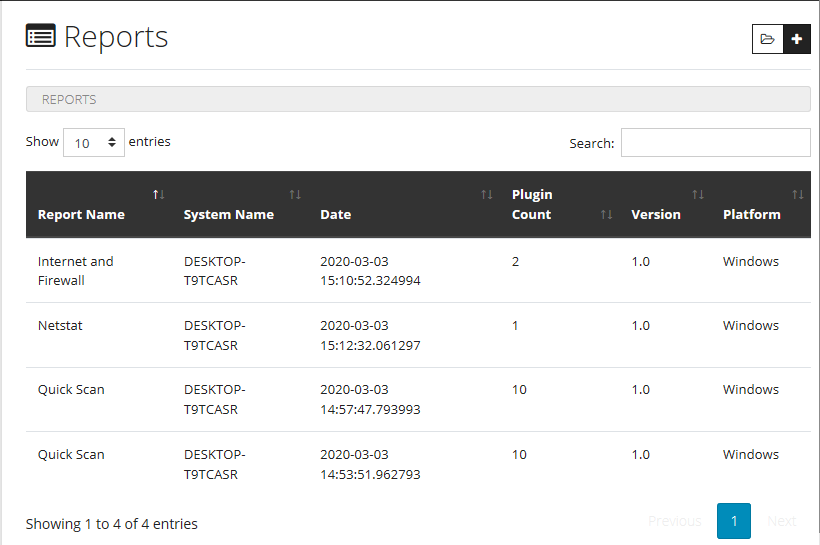 Reports
REPORTS
Show 10 entries Search:
Report Name System Name Date Plugin Count Version Platform
Internet and Firewall DESKTOP-T9TCASR 2020-03-03 15:10:52.324994 2 1.0 Windows
Netstat DESKTOP-T9TCASR 2020-03-03 15:12:32.061297 1 1.0 Windows
Quick Scan DESKTOP-T9TCASR 2020-03-03 14:57:47.793993 10 1.0 Windows
Quick Scan DESKTOP-T9TCASR 2020-03-03 14:53:51.962793 10 1.0 Windows
Showing 1 to 4 of 4 entries Previous 1 Next